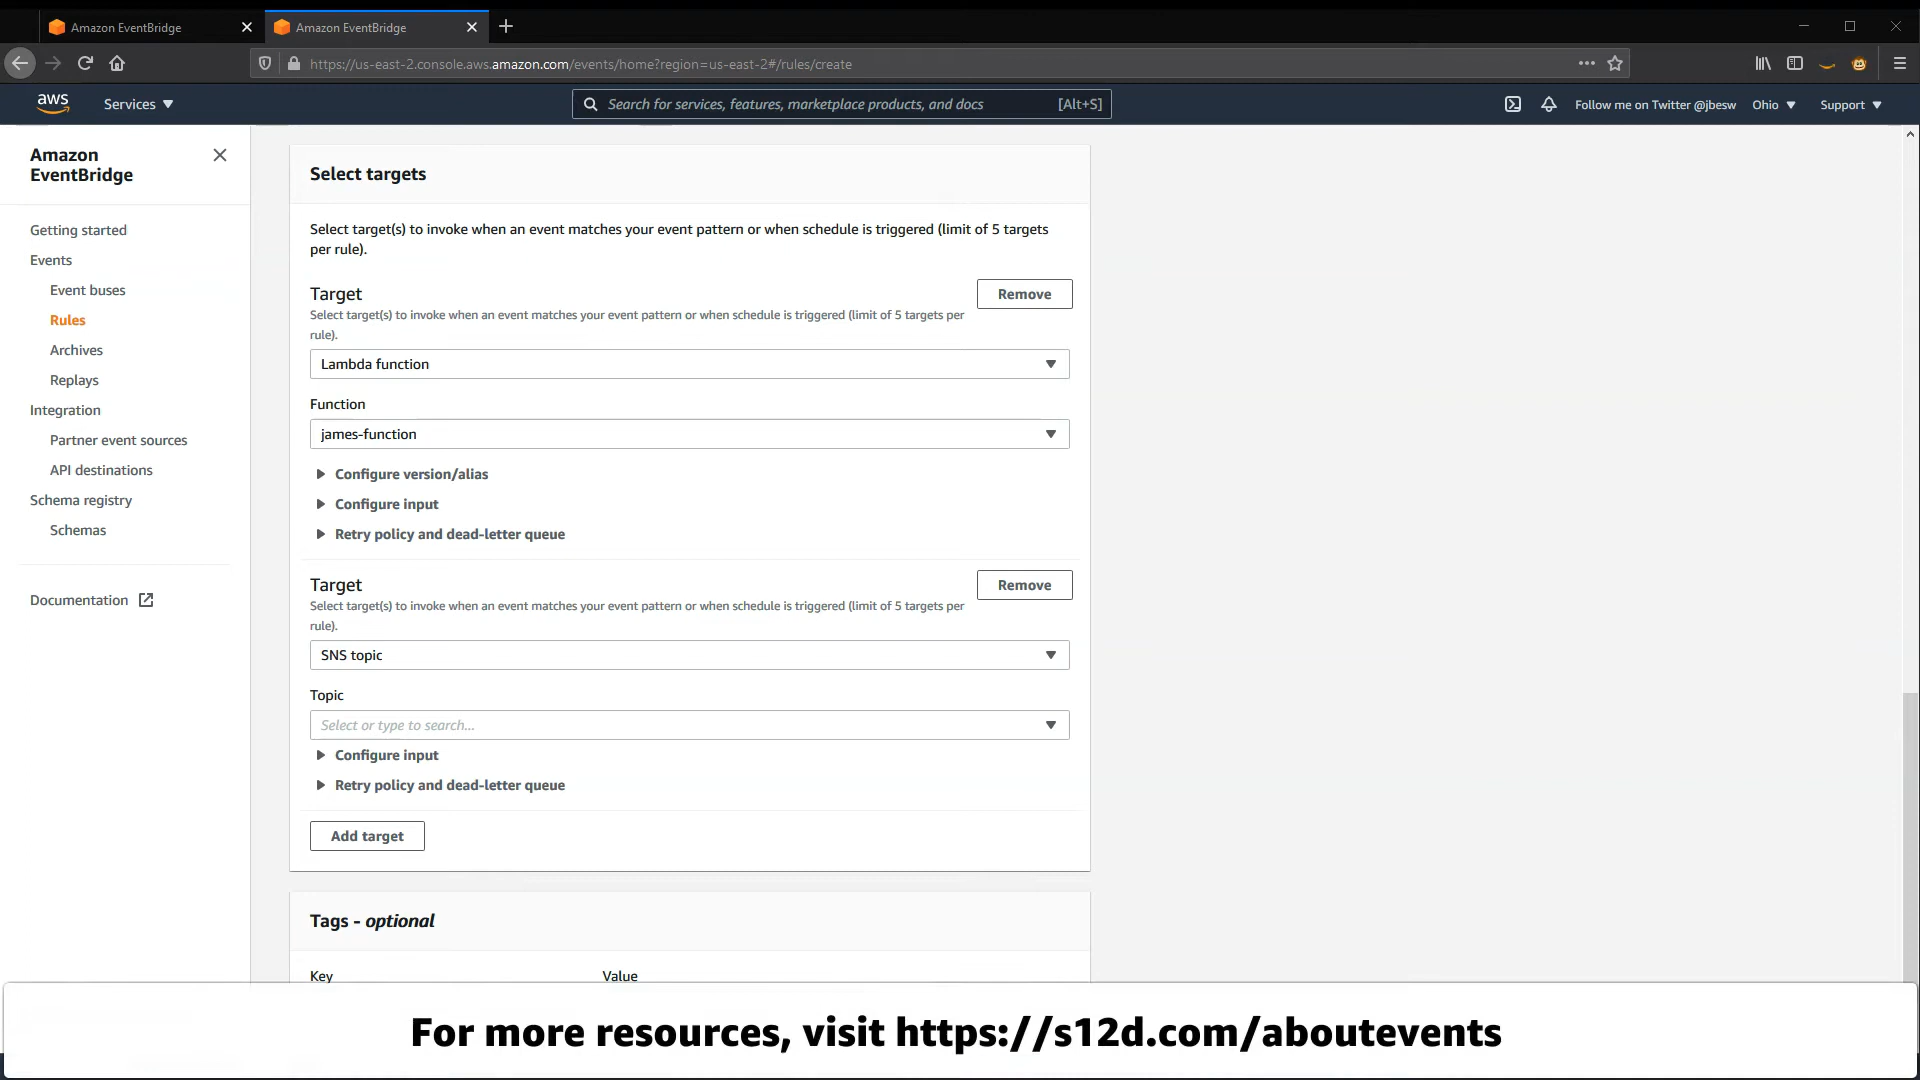 Amazon EventBridge
Amazon EventBridge
https://us-east-2.console.aws.amazon.com/events/home?region=us-east-2#/rules/create
aws
Services
Search for services, features, marketplace products, and docs
[Alt+S]
Follow me on Twitter @jbesw
Ohio
Support
Amazon
EventBridge
Getting started
Events
Event buses
Rules
Archives
Replays
Integration
Partner event sources
API destinations
Schema registry
Schemas
Documentation
Select targets
Select target(s) to invoke when an event matches your event pattern or when schedule is triggered (limit of 5 targets
per rule).
Target
Remove
Select target(s) to invoke when an event matches your event pattern or when schedule is triggered (limit of 5 targets per
rule).
Lambda function
Function
james-function
Configure version/alias
Configure input
Retry policy and dead-letter queue
Target
Remove
Select target(s) to invoke when an event matches your event pattern or when schedule is triggered (limit of 5 targets per
rule).
SNS topic
Topic
Select or type to search...
Configure input
Retry policy and dead-letter queue
Add target
Tags - optional
Key
Value
For more resources, visit https://s12d.com/aboutevents